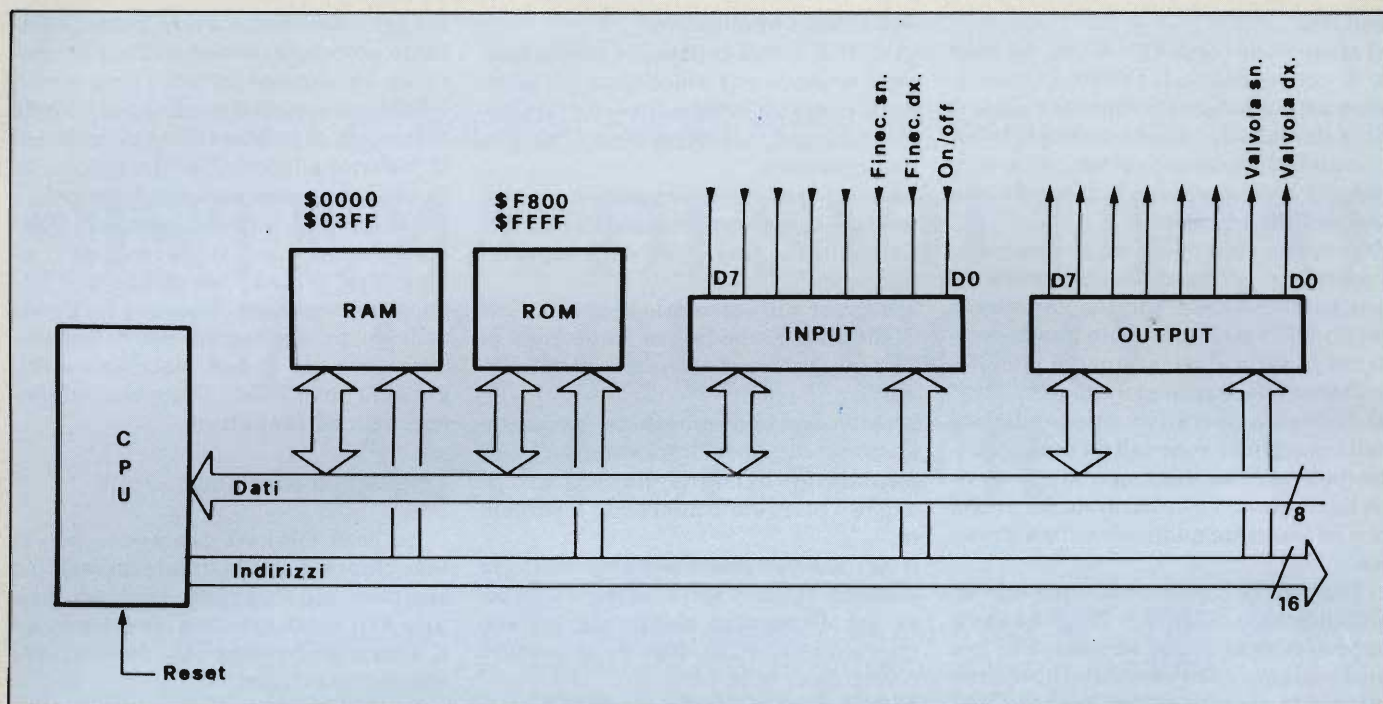 Finec. sn.
Finec. dx.
On/off
Valvola sn.
Valvola dx.
$0000
$03FF
$F800
$FFFF
D7
D0
D7
D0
RAM
ROM
INPUT
OUTPUT
CPU
Dati
8
Indirizzi
16
Reset